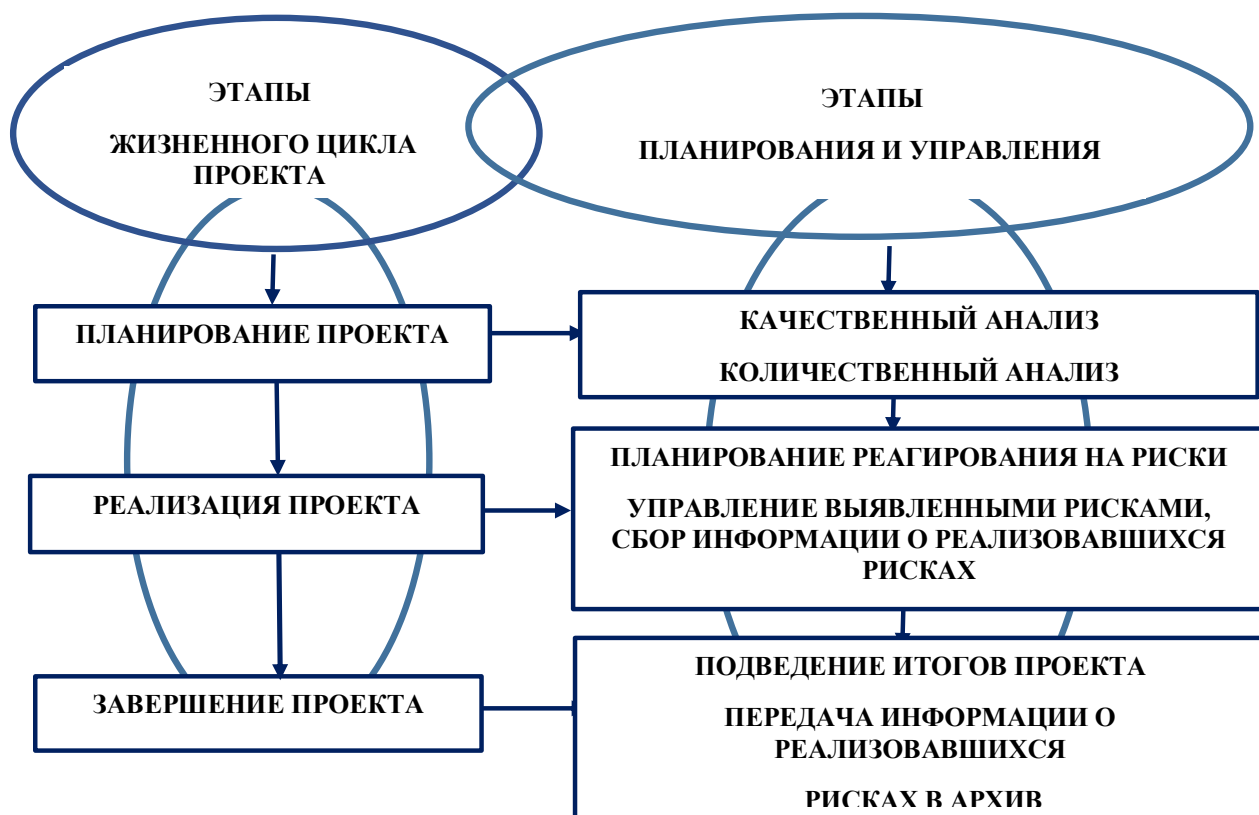 ЭТАПЫ
ЖИЗНЕННОГО ЦИКЛА
ПРОЕКТА
ЭТАПЫ
ПЛАНИРОВАНИЯ И УПРАВЛЕНИЯ
ПЛАНИРОВАНИЕ ПРОЕКТА
КАЧЕСТВЕННЫЙ АНАЛИЗ
КОЛИЧЕСТВЕННЫЙ АНАЛИЗ
РЕАЛИЗАЦИЯ ПРОЕКТА
ПЛАНИРОВАНИЕ РЕАГИРОВАНИЯ НА РИСКИ
УПРАВЛЕНИЕ ВЫЯВЛЕННЫМИ РИСКАМИ,
СБОР ИНФОРМАЦИИ О РЕАЛИЗОВАВШИХСЯ
РИСКАХ
ЗАВЕРШЕНИЕ ПРОЕКТА
ПОДВЕДЕНИЕ ИТОГОВ ПРОЕКТА
ПЕРЕДАЧА ИНФОРМАЦИИ О
РЕАЛИЗОВАВШИХСЯ
РИСКАХ В АРХИВ